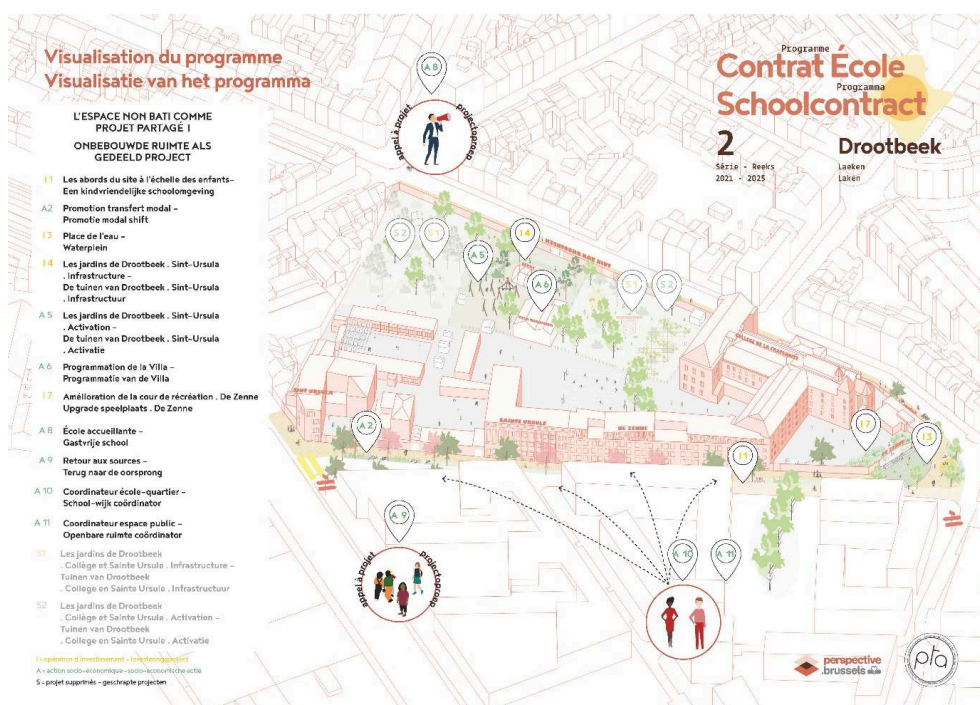 Visualisation du programme
Visualisatie van het programma
L'ESPACE NON BATI COMME
PROJET PARTAGÉ I
ONBEBOUWDE RUIMTE ALS
GEDEELD PROJECT
I1 Les abords du site à l'échelle des enfants–
Een kindvriendelijke schoolomgeving
A2 Promotion transfert modal –
Promotie modal shift
I3 Place de l'eau –
Waterplein
I4 Les jardins de Drootbeek . Sint-Ursula
. Infrastructure –
De tuinen van Drootbeek . Sint-Ursula
. Infrastructuur
A5 Les jardins de Drootbeek . Sint-Ursula
. Activation –
De tuinen van Drootbeek . Sint-Ursula
. Activatie
A6 Programmation de la Villa –
Programmatie van de Villa
I7 Amélioration de la cour de récréation . De Zenne
Upgrade speelplaats . De Zenne
A8 École accueillante –
Gastvrije school
A9 Retour aux sources –
Terug naar de oorsprong
A10 Coordinateur école-quartier –
School-wijk coördinator
A11 Coordinateur espace public –
Openbare ruimte coördinator
S1 Les jardins de Drootbeek
. Collège et Sainte Ursule . Infrastructure –
Tuinen van Drootbeek
. College en Sainte Ursule . Infrastructuur
S2 Les jardins de Drootbeek
. Collège et Sainte Ursule . Activation –
Tuinen van Drootbeek
. College en Sainte Ursule . Activatie
I = opération d'investissement - investeringsproject
A = action socio-économique - socio-economische actie
S = projet supprimés - geschrapte projecten
Programme
Contrat École
Programma
Schoolcontract
2
Drootbeek
Série - Reeks
2021 - 2025
Laeken
Laken
A8
appel à projet
projectoproep
S2
S1
A5
I4
A6
S1
S2
COLLEGE DE LA FRATERNITE
SINT URSULA
SAINTE URSULE
DE ZENNE
DE ZENNE
A2
I1
I7
I3
A9
appel à projet
projectoproep
A10
A11
perspective
.brussels
pta